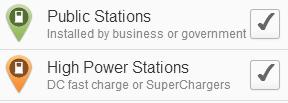 Public Stations
Installed by business or government
High Power Stations
DC fast charge or SuperChargers